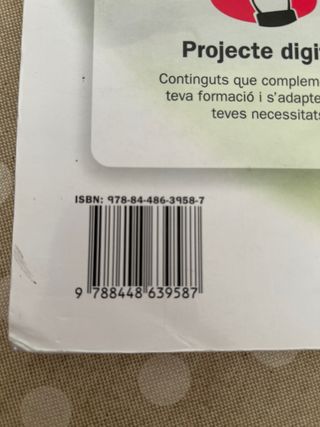 Projecte digi
Continguts que complem
teva formació i s'adapte
teves necessitats
ISBN: 978-84-486-3958-7
9 788448 639587